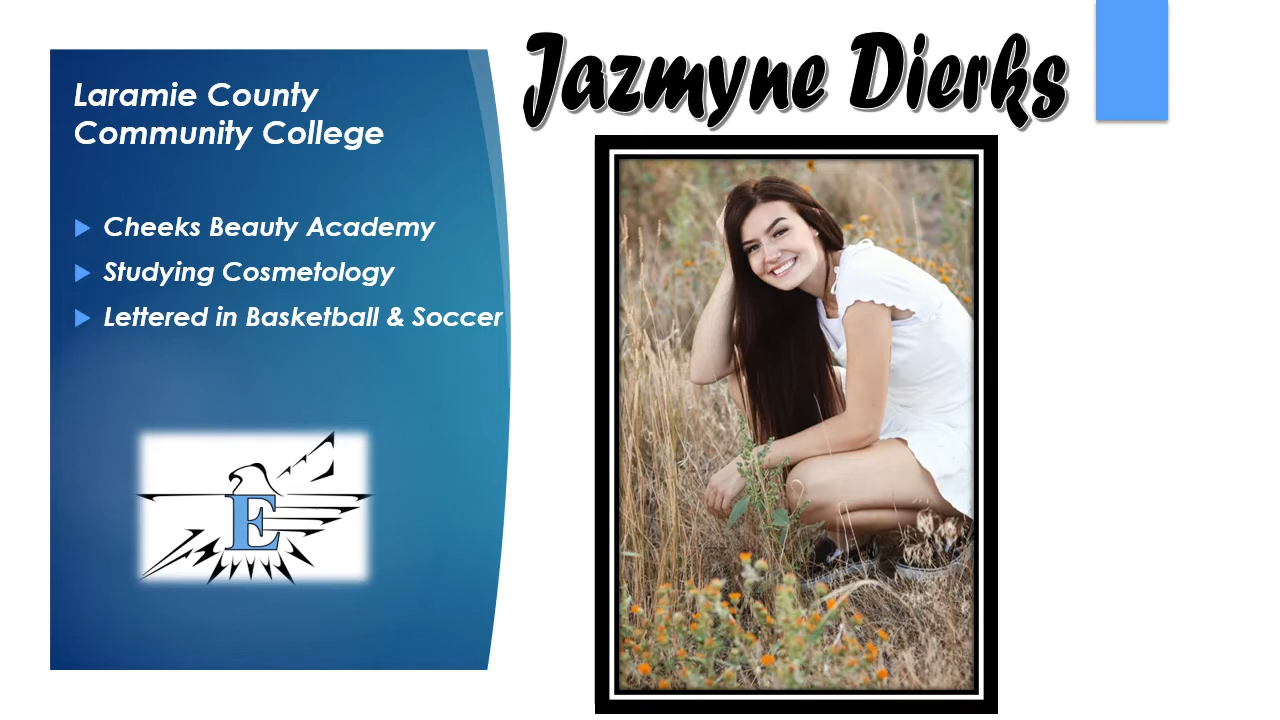 Jazmyne Dierks
Laramie County
Community College
Cheeks Beauty Academy
Studying Cosmetology
Lettered in Basketball & Soccer
E